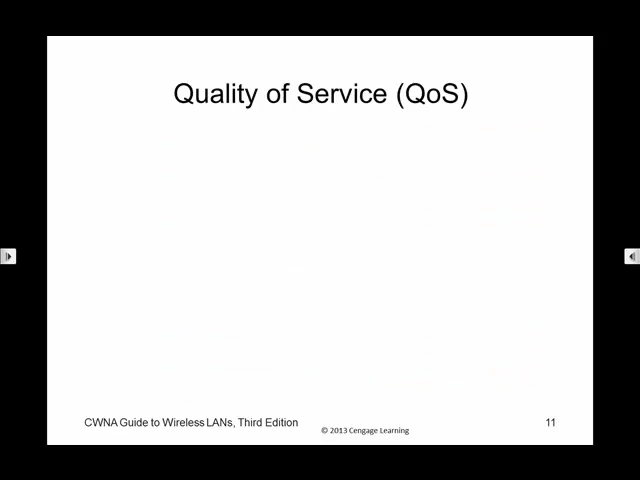 Quality of Service (QoS)
CWNA Guide to Wireless LANs, Third Edition
© 2013 Cengage Learning
11